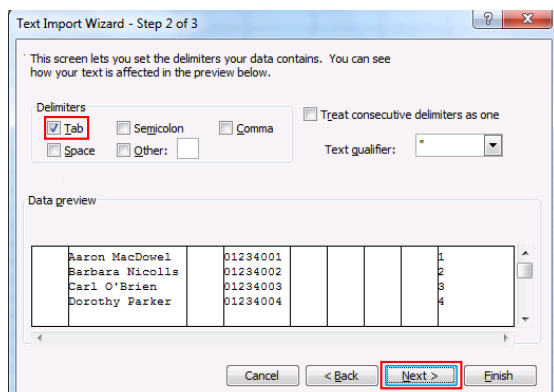 Text Import Wizard - Step 2 of 3
This screen lets you set the delimiters your data contains. You can see
how your text is affected in the preview below.
Delimiters
Tab
Semicolon
Comma
Space
Other:
Treat consecutive delimiters as one
Text qualifier:
"
Data preview
Aaron MacDowel 01234001 1
Barbara Nicolls 01234002 2
Carl O'Brien 01234003 3
Dorothy Parker 01234004 4
Cancel
< Back
Next >
Finish